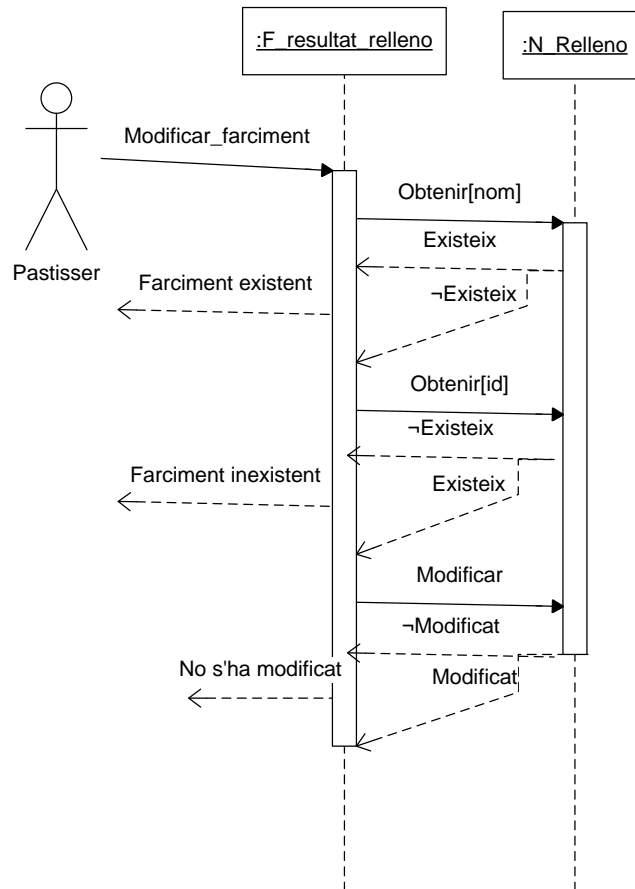 :F_resultat_relleno
:N_Relleno
Modificar_farciment
Pastisser
Obtenir[nom]
Existeix
Farciment existent
¬Existeix
Obtenir[id]
¬Existeix
Farciment inexistent
Existeix
Modificar
¬Modificat
No s'ha modificat
Modificat